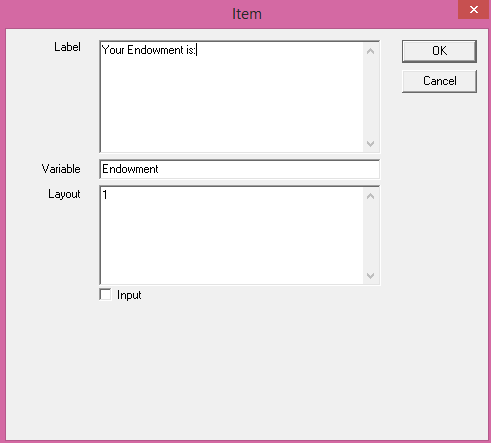 Item
Label
Your Endowment is:
OK
Cancel
Variable
Endowment
Layout
1
Input